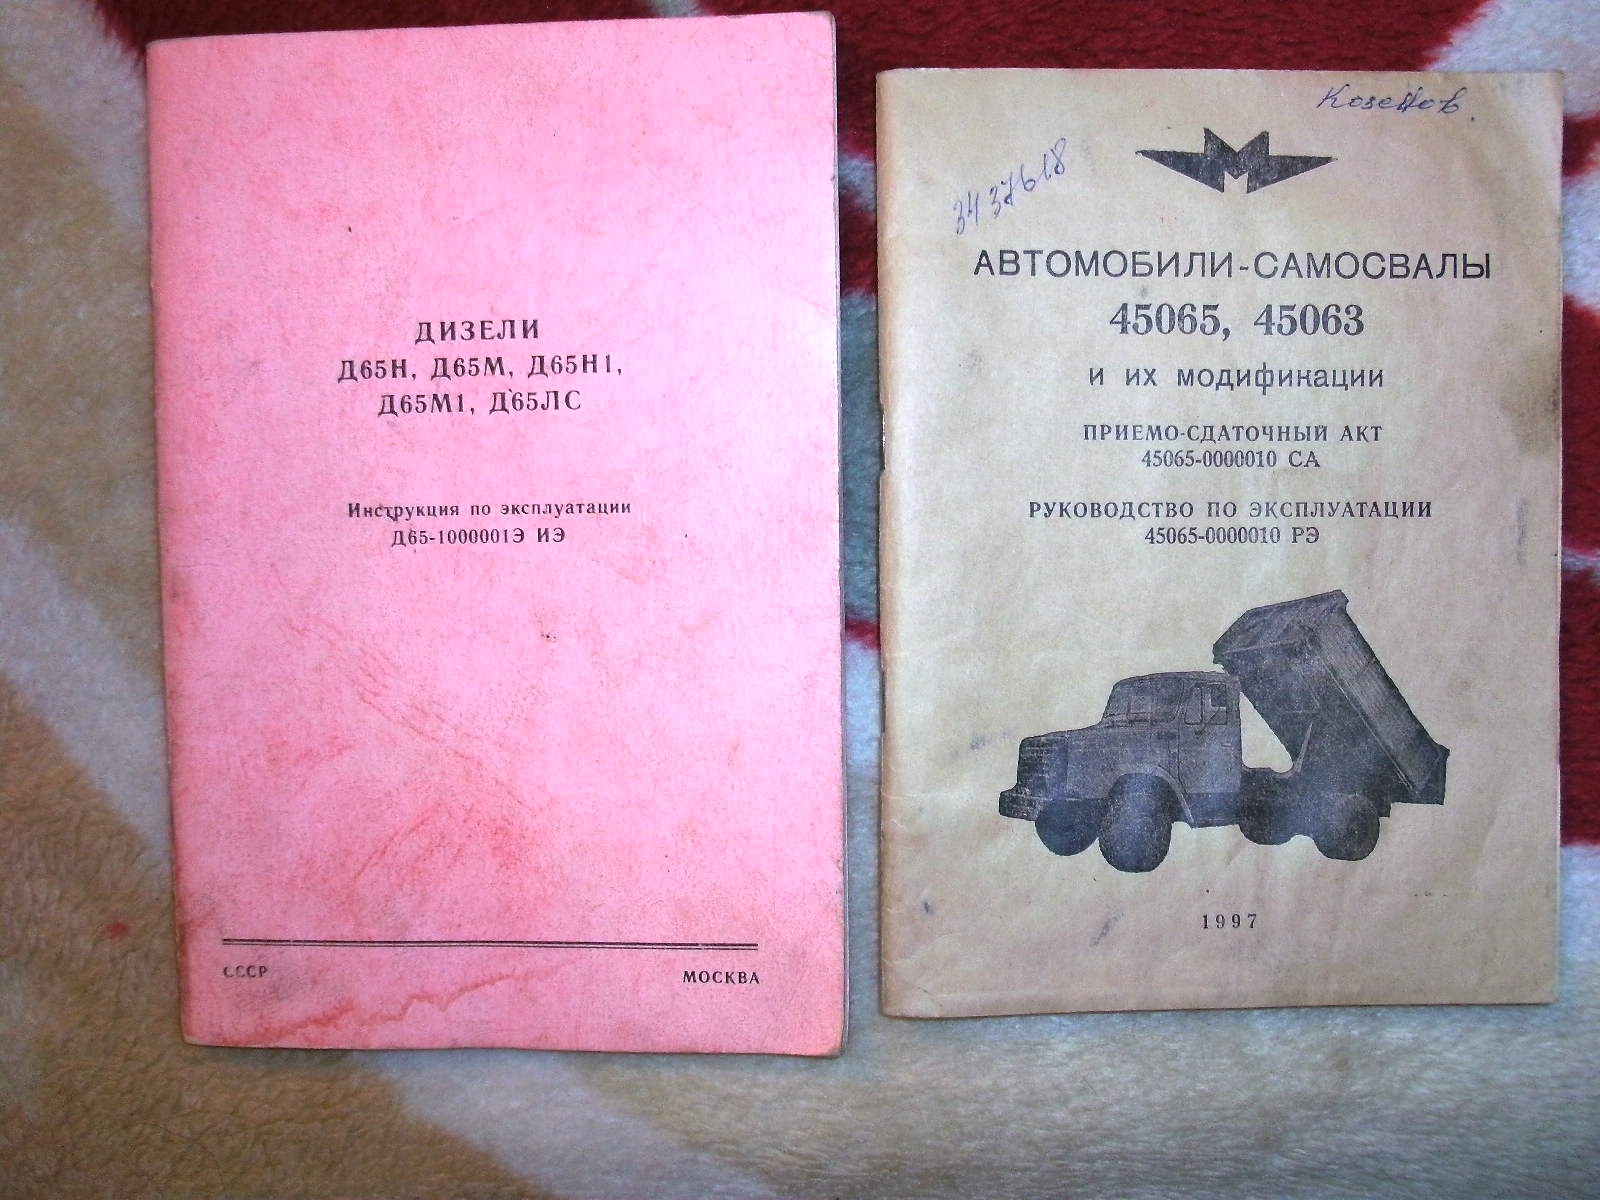 ДИЗЕЛИ
Д65Н, Д65М, Д65Н1,
Д65М1, Д65ЛС
Инструкция по эксплуатации
Д65-1000001Э ИЭ
СССР
МОСКВА
3437618
АВТОМОБИЛИ-САМОСВАЛЫ
45065, 45063
и их модификации
ПРИЕМО-СДАТОЧНЫЙ АКТ
45065-0000010 СА
РУКОВОДСТВО ПО ЭКСПЛУАТАЦИИ
45065-0000010 РЭ
1997